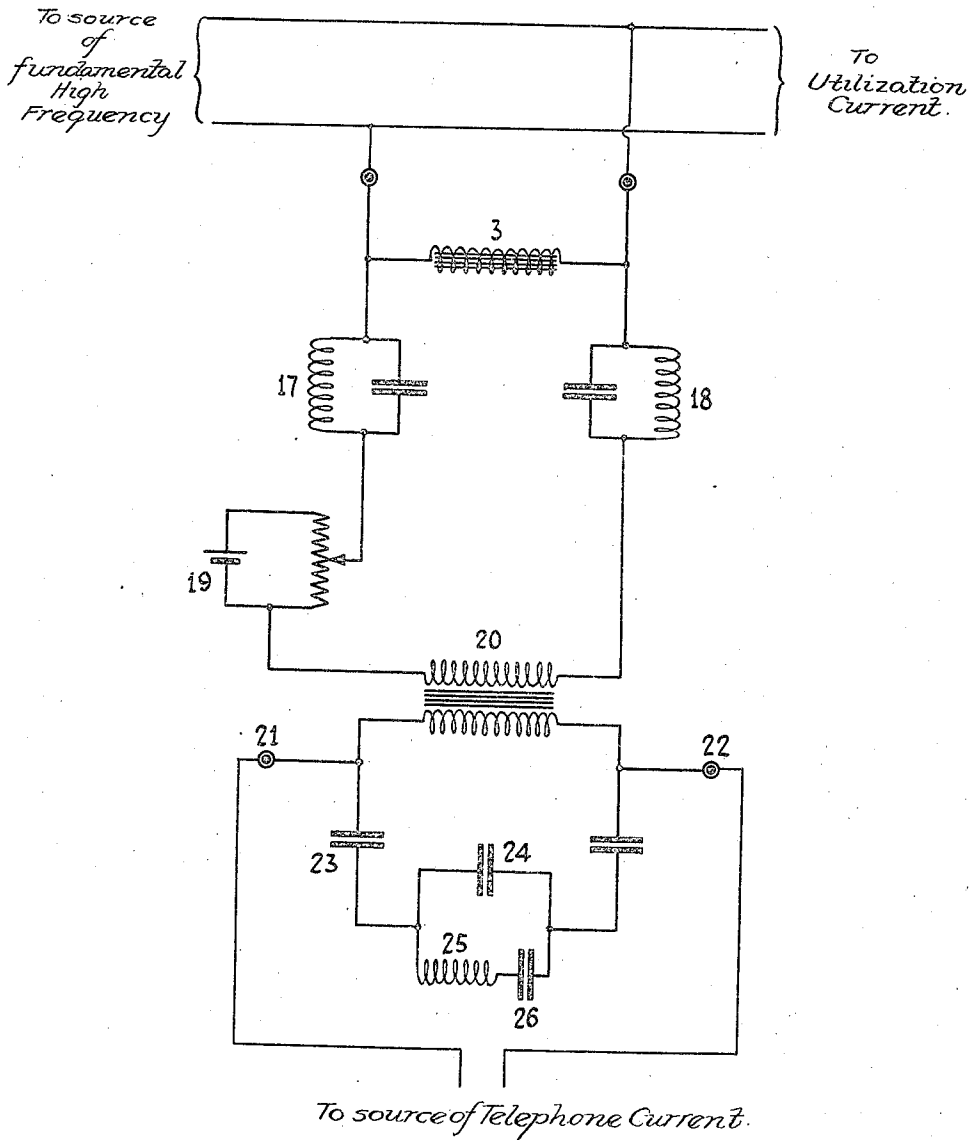 To source
of
fundamental
High
Frequency
To
Utilization
Current.
3
17
18
19
20
21
22
23
24
25
26
To source of Telephone Current.